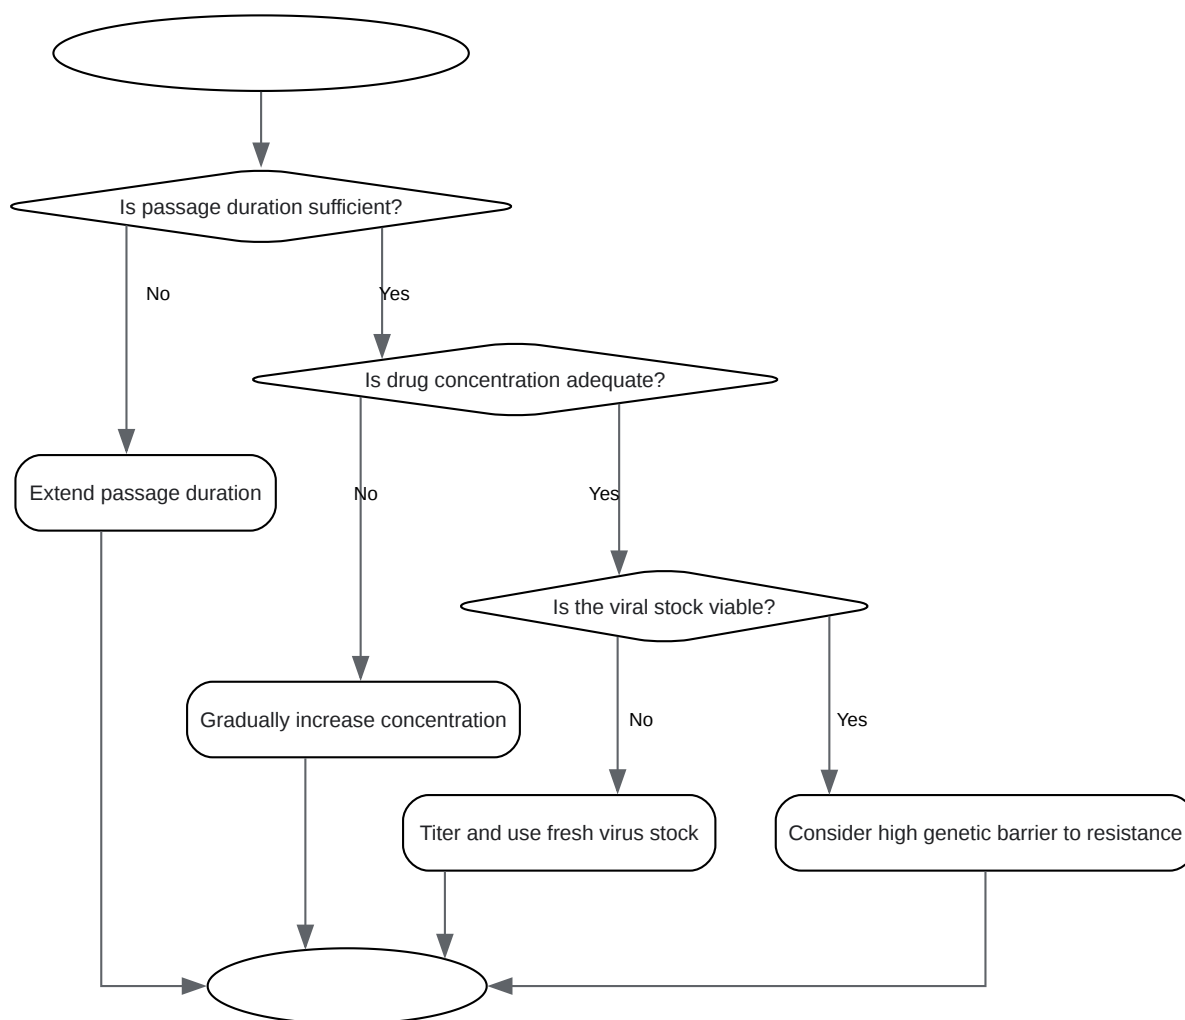 Is passage duration sufficient?
No
Yes
Is drug concentration adequate?
Extend passage duration
No
Yes
Is the viral stock viable?
Gradually increase concentration
No
Yes
Titer and use fresh virus stock
Consider high genetic barrier to resistance